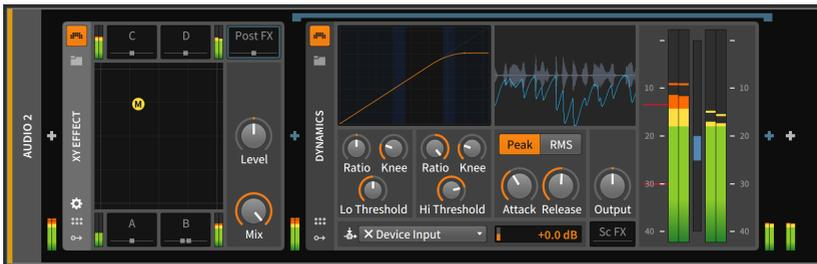 AUDIO 2
XY EFFECT
C
D
Post FX
M
Level
A
B
Mix
DYNAMICS
Ratio Knee
Ratio Knee
Lo Threshold
Hi Threshold
Peak RMS
Attack Release
Output
× Device Input
+0.0 dB
Sc FX
10
20
30
40
10
20
30
40